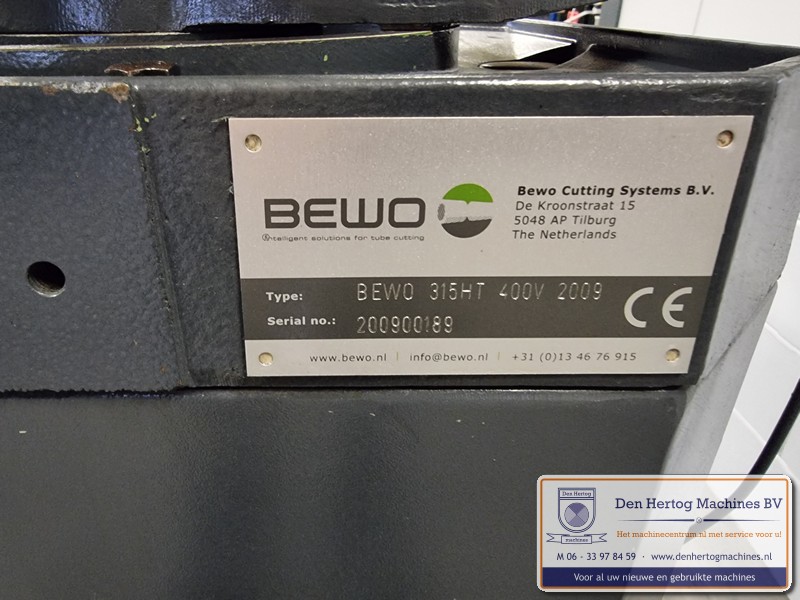 BEWO
intelligent solutions for tube cutting
Bewo Cutting Systems B.V.
De Kroonstraat 15
5048 AP Tilburg
The Netherlands
Type: BEWO 315HT 400V 2009
Serial no.: 200900189
CE
www.bewo.nl | info@bewo.nl | +31 (0)13 46 76 915
Den Hertog
machines
Den Hertog Machines BV
Het machinecentrum.nl met service voor u!
M 06 - 33 97 84 59 · www.denhertogmachines.nl
Voor al uw nieuwe en gebruikte machines